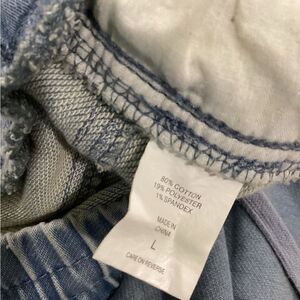 80% COTTON
19% POLYESTER
1% SPANDEX
MADE IN
CHINA
L
CARE ON REVERSE